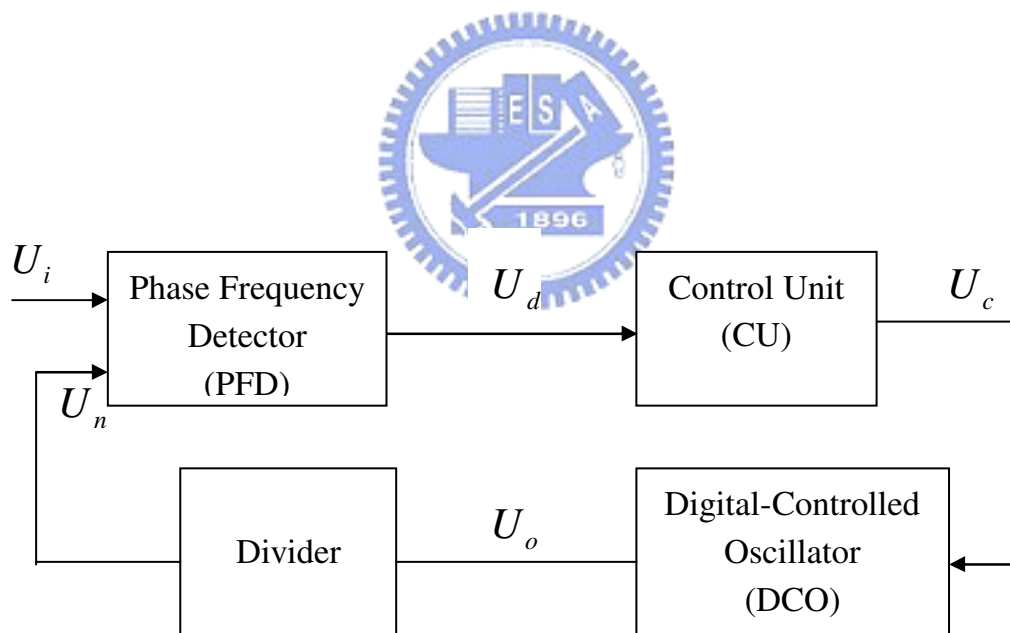 E S A
1896
U_i
Phase Frequency
Detector
(PFD)
U_d
Control Unit
(CU)
U_c
U_n
Divider
U_o
Digital-Controlled
Oscillator
(DCO)